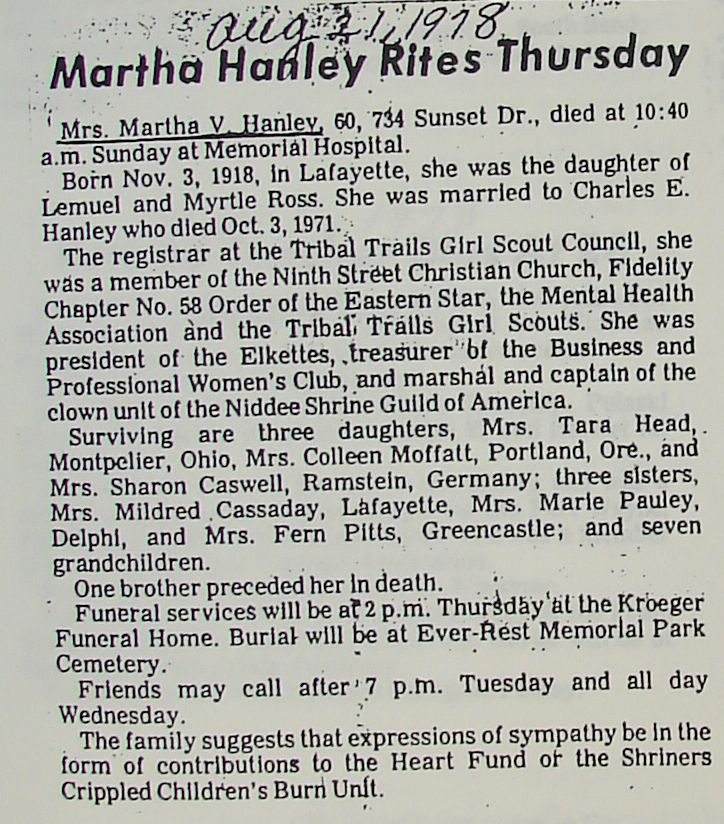 Aug 21, 1978
Martha Hanley Rites Thursday
Mrs. Martha V. Hanley, 60, 734 Sunset Dr., died at 10:40
a.m. Sunday at Memorial Hospital.
Born Nov. 3, 1918, in Lafayette, she was the daughter of
Lemuel and Myrtle Ross. She was married to Charles E.
Hanley who died Oct. 3, 1971.
The registrar at the Tribal Trails Girl Scout Council, she
was a member of the Ninth Street Christian Church, Fidelity
Chapter No. 58 Order of the Eastern Star, the Mental Health
Association and the Tribal Trails Girl Scouts. She was
president of the Elkettes, treasurer of the Business and
Professional Women's Club, and marshal and captain of the
clown unit of the Niddee Shrine Guild of America.
Surviving are three daughters, Mrs. Tara Head,
Montpelier, Ohio, Mrs. Colleen Moffatt, Portland, Ore., and
Mrs. Sharon Caswell, Ramstein, Germany; three sisters,
Mrs. Mildred Cassaday, Lafayette, Mrs. Marie Pauley,
Delphi, and Mrs. Fern Pitts, Greencastle; and seven
grandchildren.
One brother preceded her in death.
Funeral services will be at 2 p.m. Thursday at the Kroeger
Funeral Home. Burial will be at Ever-Rest Memorial Park
Cemetery.
Friends may call after 7 p.m. Tuesday and all day
Wednesday.
The family suggests that expressions of sympathy be in the
form of contributions to the Heart Fund or the Shriners
Crippled Children's Burn Unit.